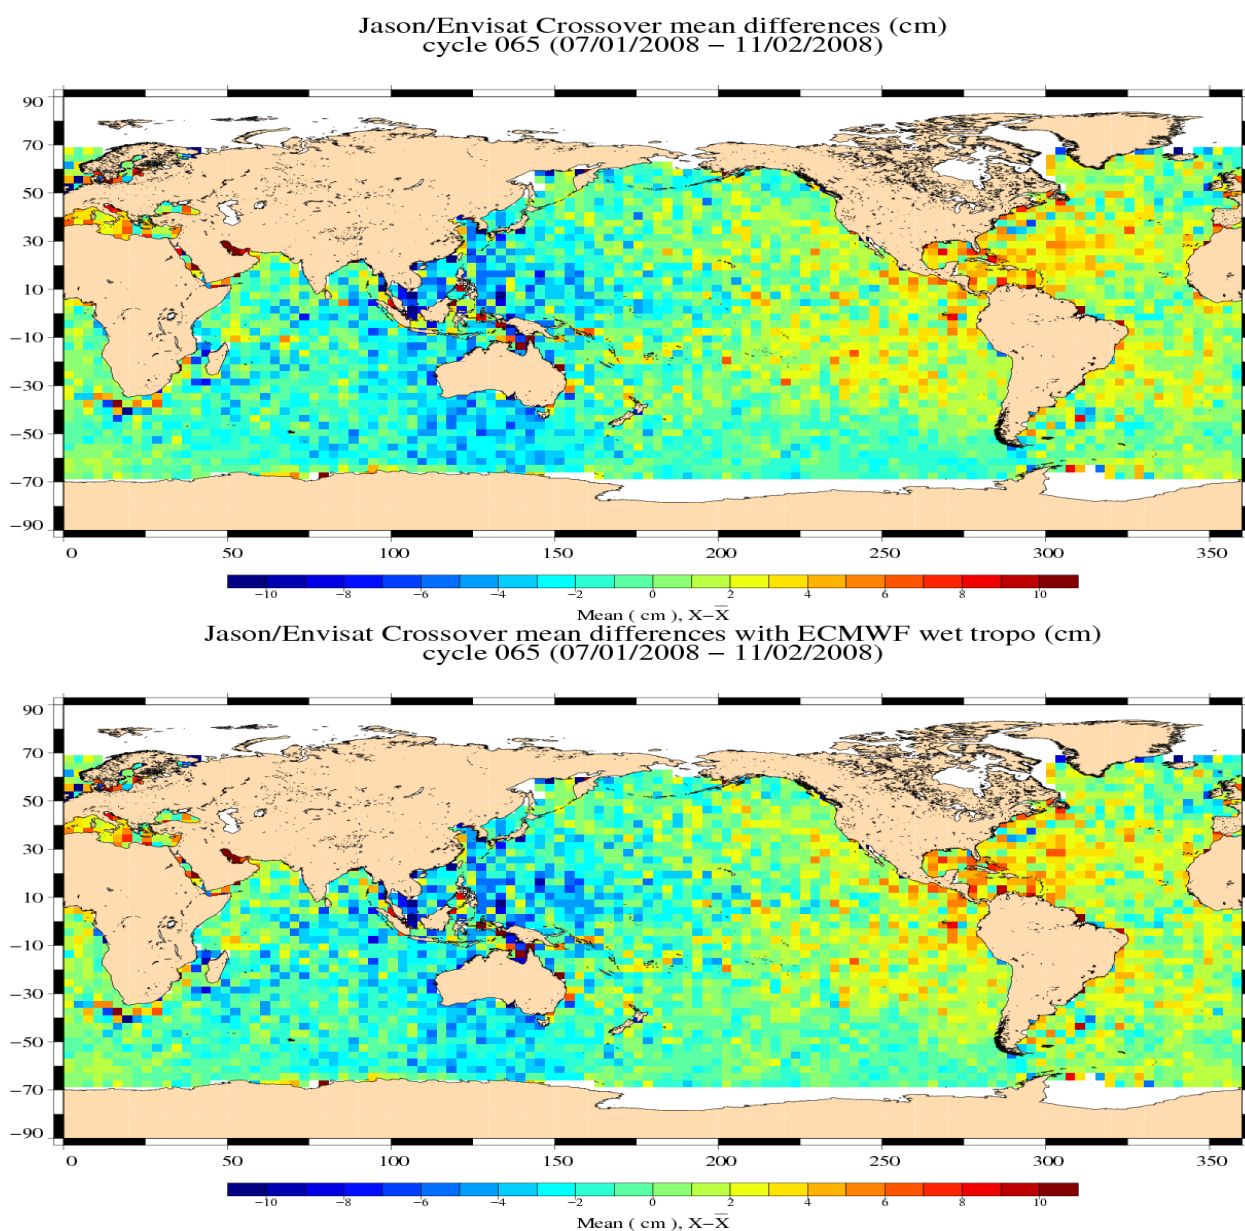 Jason/Envisat Crossover mean differences (cm)
cycle 065 (07/01/2008 − 11/02/2008)
90
70
50
30
10
−10
−30
−50
−70
−90
0 50 100 150 200 250 300 350
−10 −8 −6 −4 −2 0 2 4 6 8 10
Mean ( cm ), X−X̅
Jason/Envisat Crossover mean differences with ECMWF wet tropo (cm)
cycle 065 (07/01/2008 − 11/02/2008)
90
70
50
30
10
−10
−30
−50
−70
−90
0 50 100 150 200 250 300 350
−10 −8 −6 −4 −2 0 2 4 6 8 10
Mean ( cm ), X−X̅